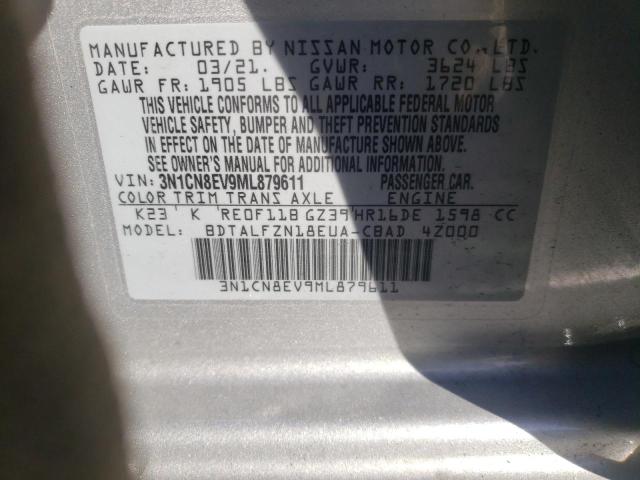 MANUFACTURED BY NISSAN MOTOR CO., LTD.
DATE: 03/21. GVWR: 3624 LBS
GAWR FR: 1905 LBS GAWR RR: 1720 LBS
THIS VEHICLE CONFORMS TO ALL APPLICABLE FEDERAL MOTOR
VEHICLE SAFETY, BUMPER AND THEFT PREVENTION STANDARDS
IN EFFECT ON THE DATE OF MANUFACTURE SHOWN ABOVE.
SEE OWNER'S MANUAL FOR ADDITIONAL INFORMATION.
VIN: 3N1CN8EV9ML879611 PASSENGER CAR.
COLOR TRIM TRANS AXLE ENGINE
K23 K RE0F11B GZ39 HR16DE 1598 CC
MODEL: BDTALFZN18EUA-CBAD 4Z000
3N1CN8EV9ML879611